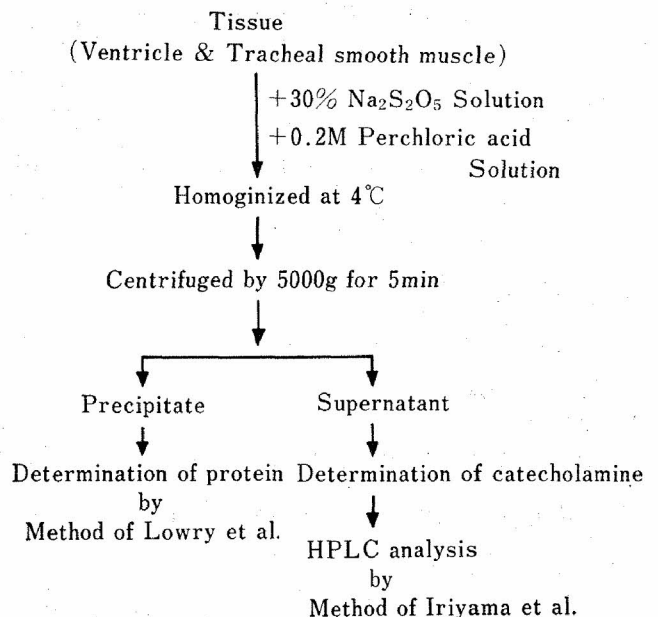 Tissue
(Ventricle & Tracheal smooth muscle)
+30% Na₂S₂O₅ Solution
+0.2M Perchloric acid
Solution
Homoginized at 4℃
Centrifuged by 5000g for 5min
Precipitate
Supernatant
Determination of protein
by
Method of Lowry et al.
Determination of catecholamine
HPLC analysis
by
Method of Iriyama et al.